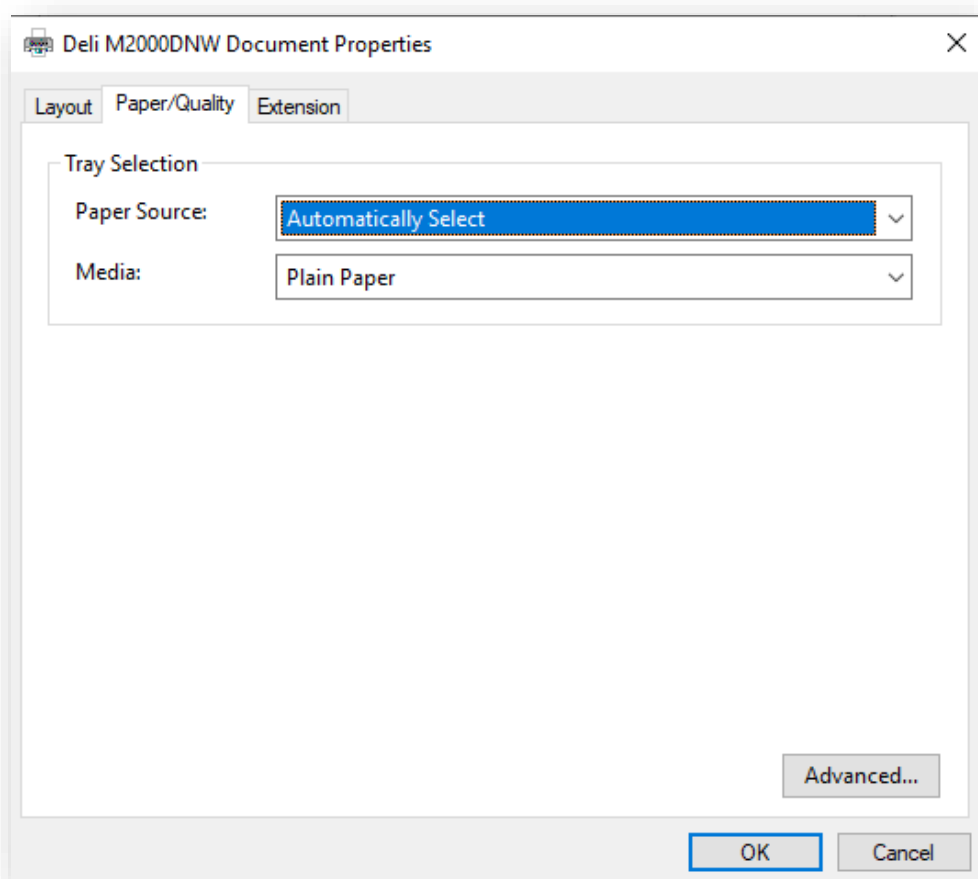 Deli M2000DNW Document Properties
Layout Paper/Quality Extension
Tray Selection
Paper Source: Automatically Select
Media: Plain Paper
Advanced...
OK Cancel